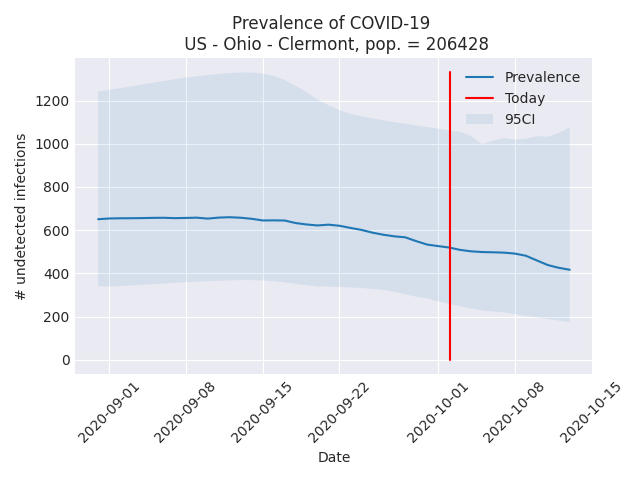 Prevalence of COVID-19
US - Ohio - Clermont, pop. = 206428
Prevalence
Today
95CI
1200
1000
800
600
400
200
0
# undetected infections
2020-09-01
2020-09-08
2020-09-15
2020-09-22
2020-10-01
2020-10-08
2020-10-15
Date